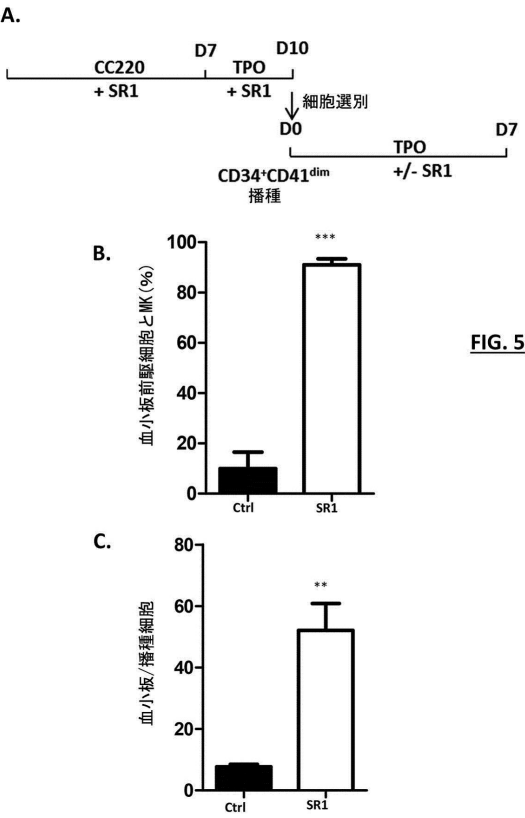 A.
D7 D10
CC220 TPO
+ SR1 + SR1
細胞選別
D0 D7
TPO
CD34+CD41dim +/- SR1
播種
B.
血小板前駆細胞とMK(%)
100
80
60
40
20
0
***
Ctrl SR1
FIG. 5
C.
血小板/播種細胞
80
60
40
20
0
**
Ctrl SR1